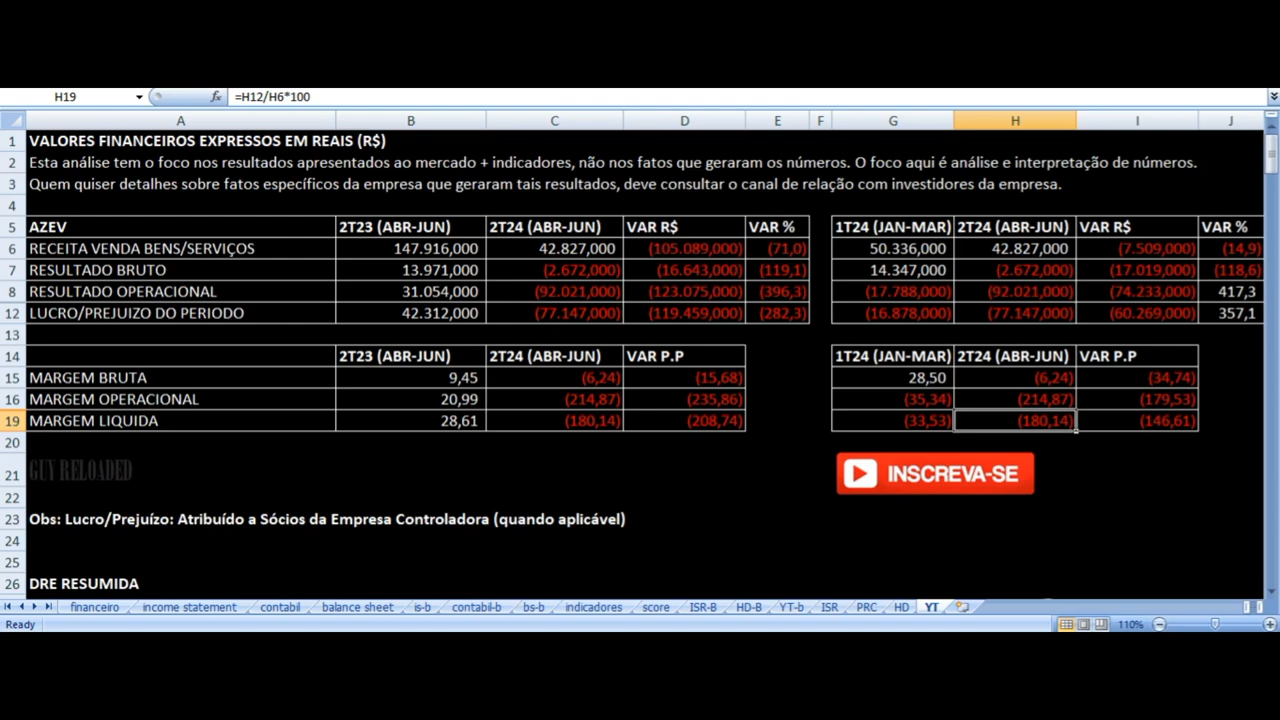 H19 fx =H12/H6*100
A B C D E F G H I J
1 VALORES FINANCEIROS EXPRESSOS EM REAIS (R$)
2 Esta análise tem o foco nos resultados apresentados ao mercado + indicadores, não nos fatos que geraram os números. O foco aqui é análise e interpretação de números.
3 Quem quiser detalhes sobre fatos específicos da empresa que geraram tais resultados, deve consultar o canal de relação com investidores da empresa.
4
5 AZEV 2T23 (ABR-JUN) 2T24 (ABR-JUN) VAR R$ VAR % 1T24 (JAN-MAR) 2T24 (ABR-JUN) VAR R$ VAR %
6 RECEITA VENDA BENS/SERVIÇOS 147.916,000 42.827,000 (105.089,000) (71,0) 50.336,000 42.827,000 (7.509,000) (14,9)
7 RESULTADO BRUTO 13.971,000 (2.672,000) (16.643,000) (119,1) 14.347,000 (2.672,000) (17.019,000) (118,6)
8 RESULTADO OPERACIONAL 31.054,000 (92.021,000) (123.075,000) (396,3) (17.788,000) (92.021,000) (74.233,000) 417,3
12 LUCRO/PREJUIZO DO PERIODO 42.312,000 (77.147,000) (119.459,000) (282,3) (16.878,000) (77.147,000) (60.269,000) 357,1
13
14 2T23 (ABR-JUN) 2T24 (ABR-JUN) VAR P.P 1T24 (JAN-MAR) 2T24 (ABR-JUN) VAR P.P
15 MARGEM BRUTA 9,45 (6,24) (15,68) 28,50 (6,24) (34,74)
16 MARGEM OPERACIONAL 20,99 (214,87) (235,86) (35,34) (214,87) (179,53)
19 MARGEM LIQUIDA 28,61 (180,14) (208,74) (33,53) (180,14) (146,61)
20
21 GUY RELOADED INSCREVA-SE
22
23 Obs: Lucro/Prejuízo: Atribuído a Sócios da Empresa Controladora (quando aplicável)
24
25
26 DRE RESUMIDA
financeiro income statement contabil balance sheet is-b contabil-b bs-b indicadores score ISR-B HD-B YT-b ISR PRC HD YT
Ready 110%